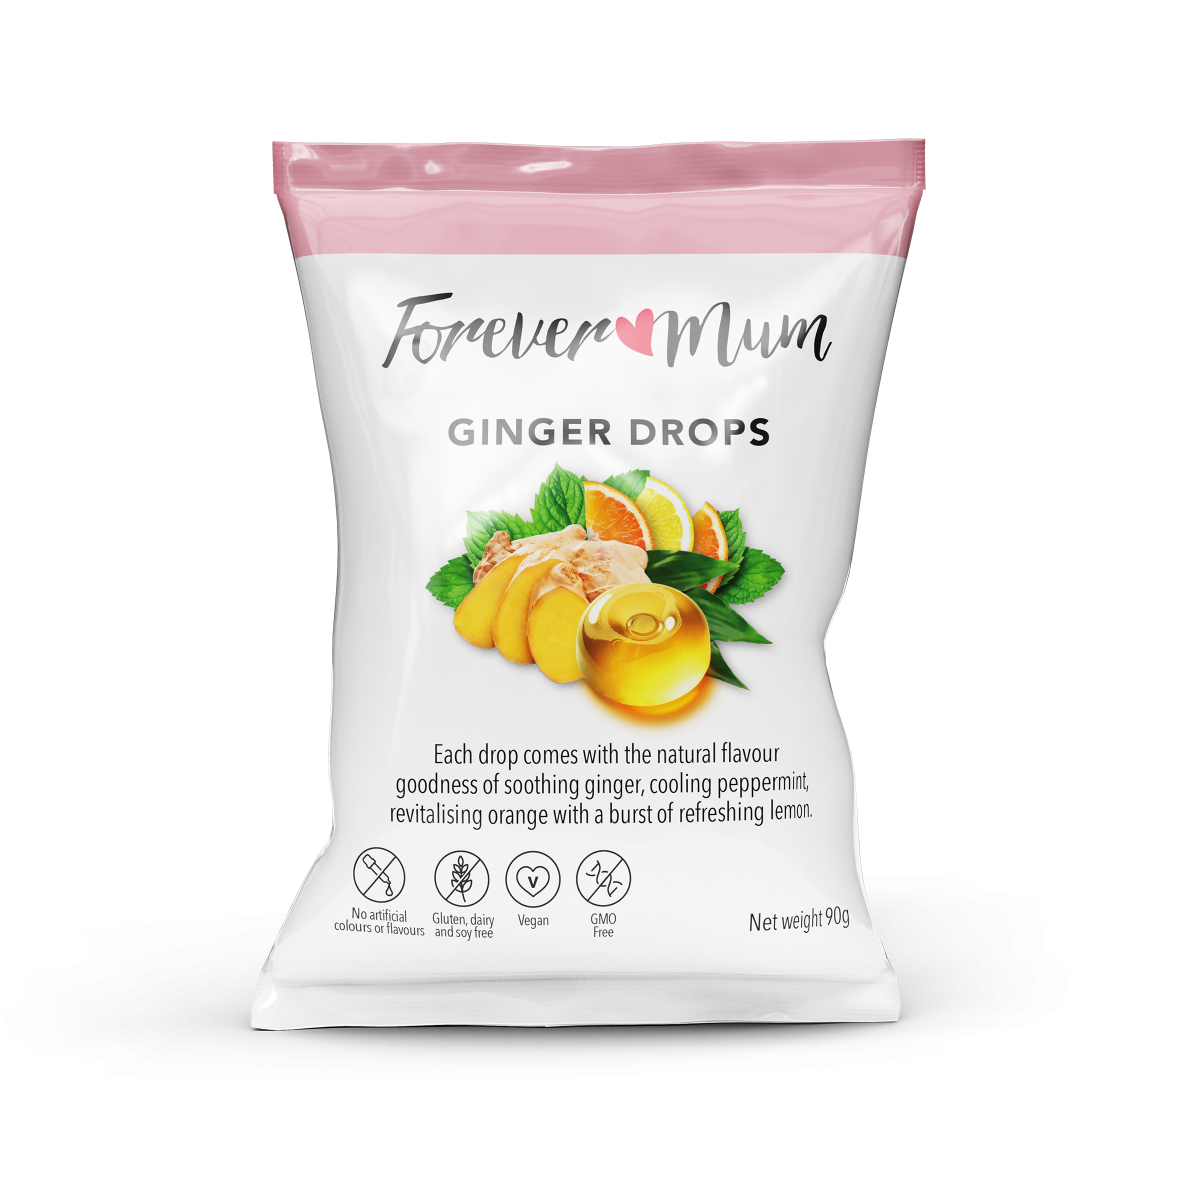 Forever Mum
GINGER DROPS
Each drop comes with the natural flavour
goodness of soothing ginger, cooling peppermint,
revitalising orange with a burst of refreshing lemon.
No artificial
colours or flavours
Gluten, dairy
and soy free
V
Vegan
GMO
Free
Net weight 90g